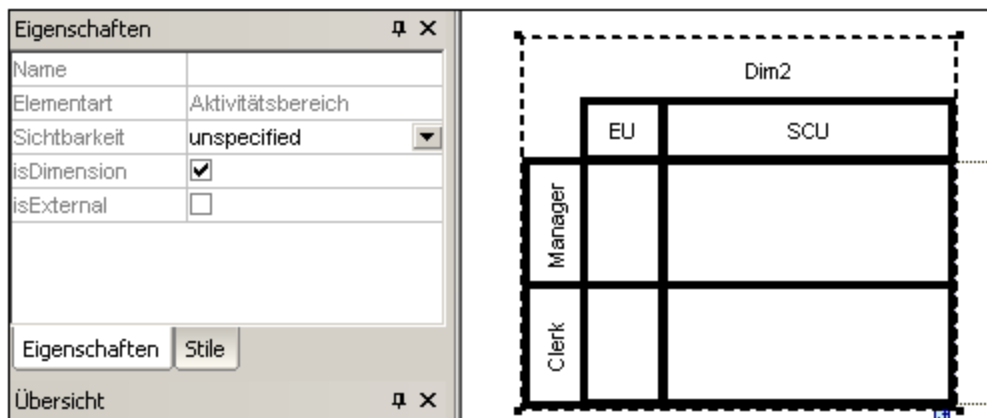 Eigenschaften
Name
Elementart Aktivitätsbereich
Sichtbarkeit unspecified
isDimension
isExternal
Eigenschaften Stile
Übersicht
Dim2
EU SCU
Manager
Clerk